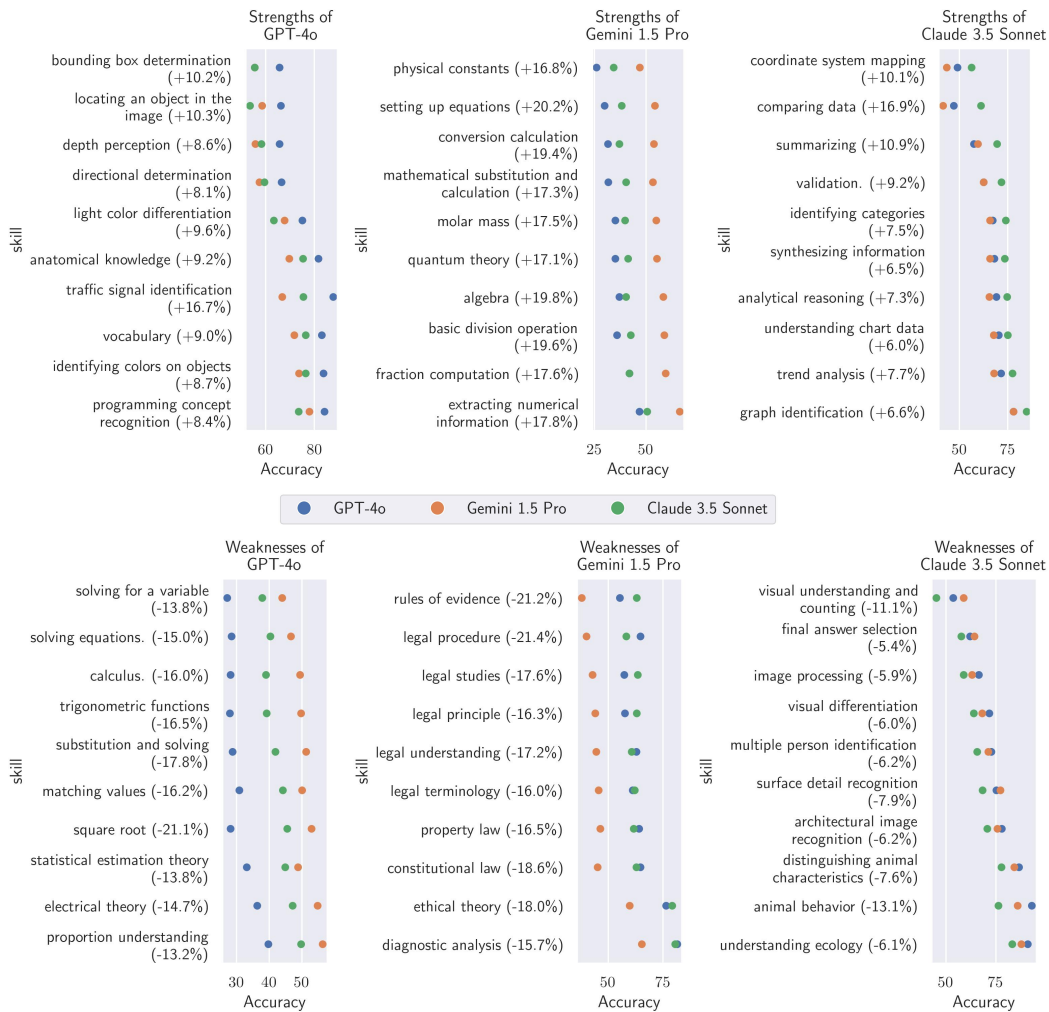 Strengths of
GPT-4o
skill
bounding box determination
(+10.2%)
locating an object in the
image (+10.3%)
depth perception (+8.6%)
directional determination
(+8.1%)
light color differentiation
(+9.6%)
anatomical knowledge (+9.2%)
traffic signal identification
(+16.7%)
vocabulary (+9.0%)
identifying colors on objects
(+8.7%)
programming concept
recognition (+8.4%)
60 80
Accuracy
Strengths of
Gemini 1.5 Pro
skill
physical constants (+16.8%)
setting up equations (+20.2%)
conversion calculation
(+19.4%)
mathematical substitution and
calculation (+17.3%)
molar mass (+17.5%)
quantum theory (+17.1%)
algebra (+19.8%)
basic division operation
(+19.6%)
fraction computation (+17.6%)
extracting numerical
information (+17.8%)
25 50
Accuracy
Strengths of
Claude 3.5 Sonnet
skill
coordinate system mapping
(+10.1%)
comparing data (+16.9%)
summarizing (+10.9%)
validation. (+9.2%)
identifying categories
(+7.5%)
synthesizing information
(+6.5%)
analytical reasoning (+7.3%)
understanding chart data
(+6.0%)
trend analysis (+7.7%)
graph identification (+6.6%)
50 75
Accuracy
GPT-4o Gemini 1.5 Pro Claude 3.5 Sonnet
Weaknesses of
GPT-4o
skill
solving for a variable
(-13.8%)
solving equations. (-15.0%)
calculus. (-16.0%)
trigonometric functions
(-16.5%)
substitution and solving
(-17.8%)
matching values (-16.2%)
square root (-21.1%)
statistical estimation theory
(-13.8%)
electrical theory (-14.7%)
proportion understanding
(-13.2%)
30 40 50
Accuracy
Weaknesses of
Gemini 1.5 Pro
skill
rules of evidence (-21.2%)
legal procedure (-21.4%)
legal studies (-17.6%)
legal principle (-16.3%)
legal understanding (-17.2%)
legal terminology (-16.0%)
property law (-16.5%)
constitutional law (-18.6%)
ethical theory (-18.0%)
diagnostic analysis (-15.7%)
50 75
Accuracy
Weaknesses of
Claude 3.5 Sonnet
skill
visual understanding and
counting (-11.1%)
final answer selection
(-5.4%)
image processing (-5.9%)
visual differentiation
(-6.0%)
multiple person identification
(-6.2%)
surface detail recognition
(-7.9%)
architectural image
recognition (-6.2%)
distinguishing animal
characteristics (-7.6%)
animal behavior (-13.1%)
understanding ecology (-6.1%)
50 75
Accuracy